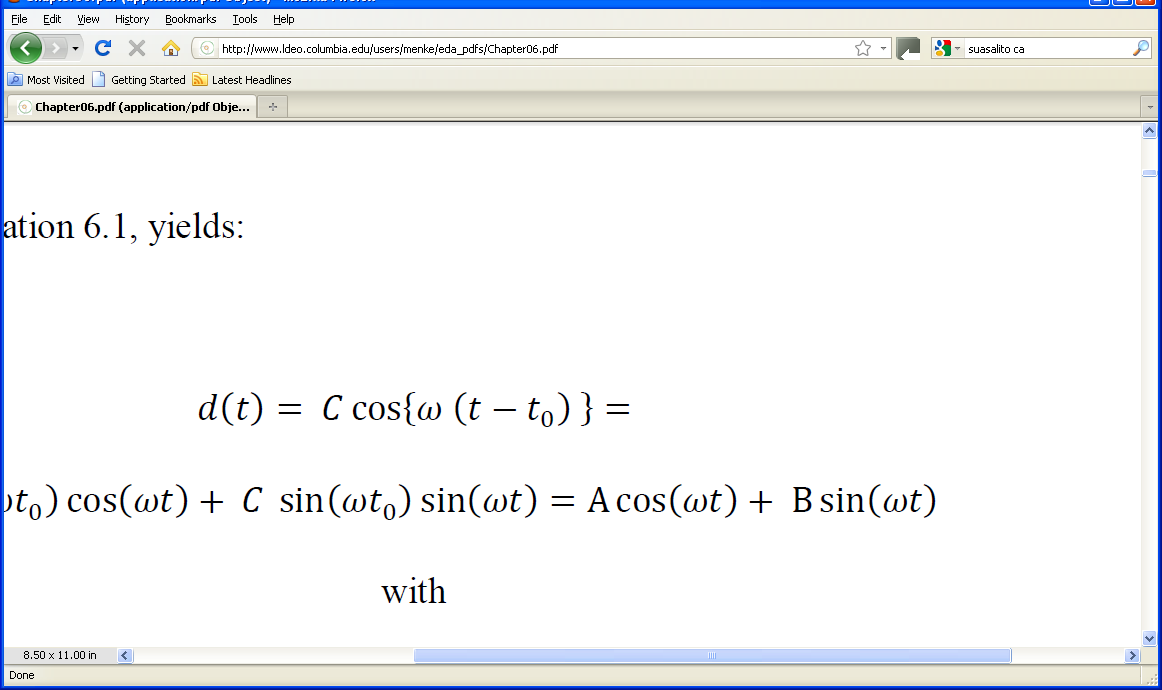 File Edit View History Bookmarks Tools Help
http://www.ldeo.columbia.edu/users/menke/eda_pdfs/Chapter06.pdf suasalito ca
Most Visited Getting Started Latest Headlines
Chapter06.pdf (application/pdf Obje...
ation 6.1, yields:
d(t) = C cos{ω (t − t₀) } =
t₀) cos(ωt) + C sin(ωt₀) sin(ωt) = A cos(ωt) + B sin(ωt)
with
8.50 x 11.00 in
Done